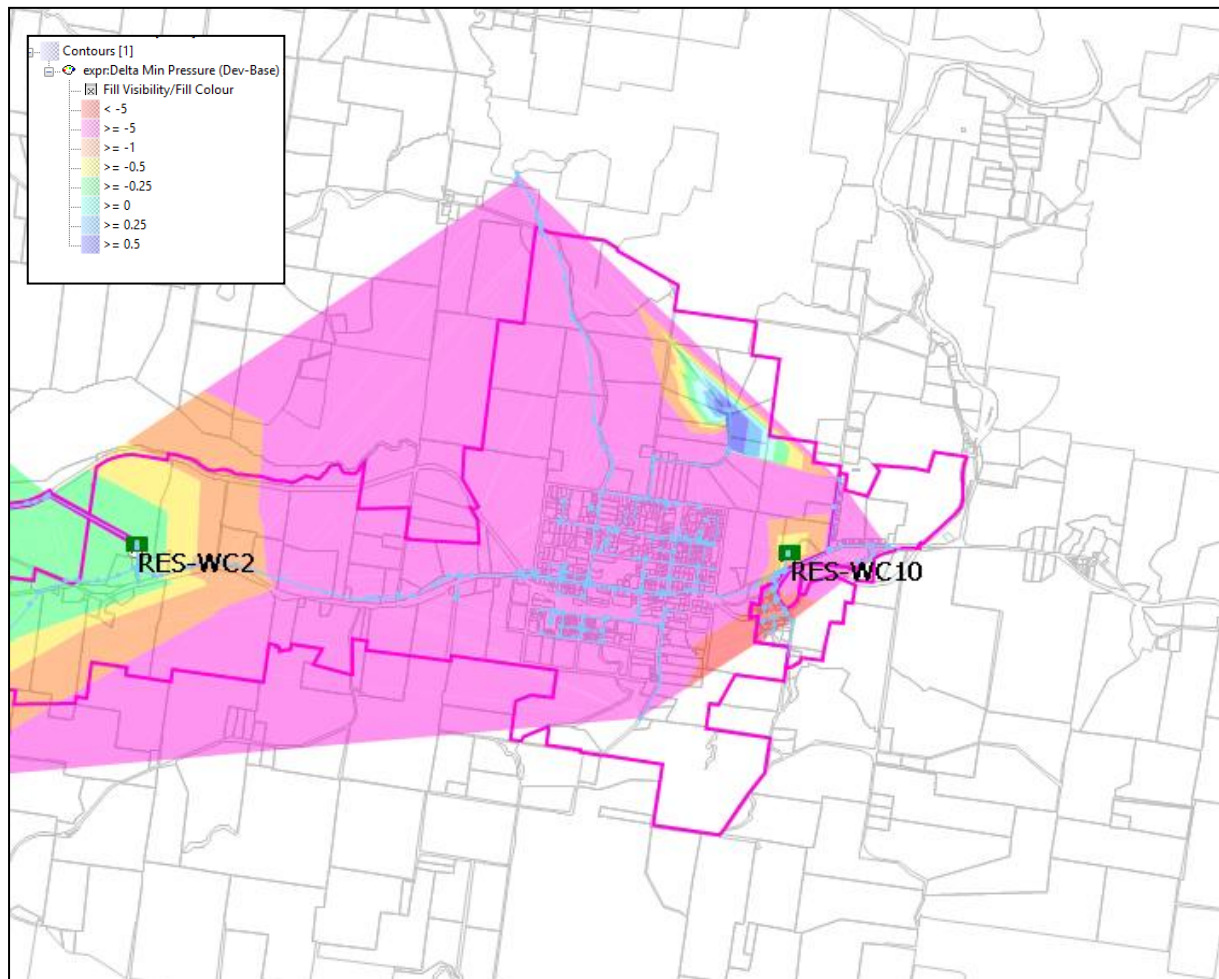 Contours [1]
expr:Delta Min Pressure (Dev-Base)
Fill Visibility/Fill Colour
< -5
>= -5
>= -1
>= -0.5
>= -0.25
>= 0
>= 0.25
>= 0.5
RES-WC2
RES-WC10